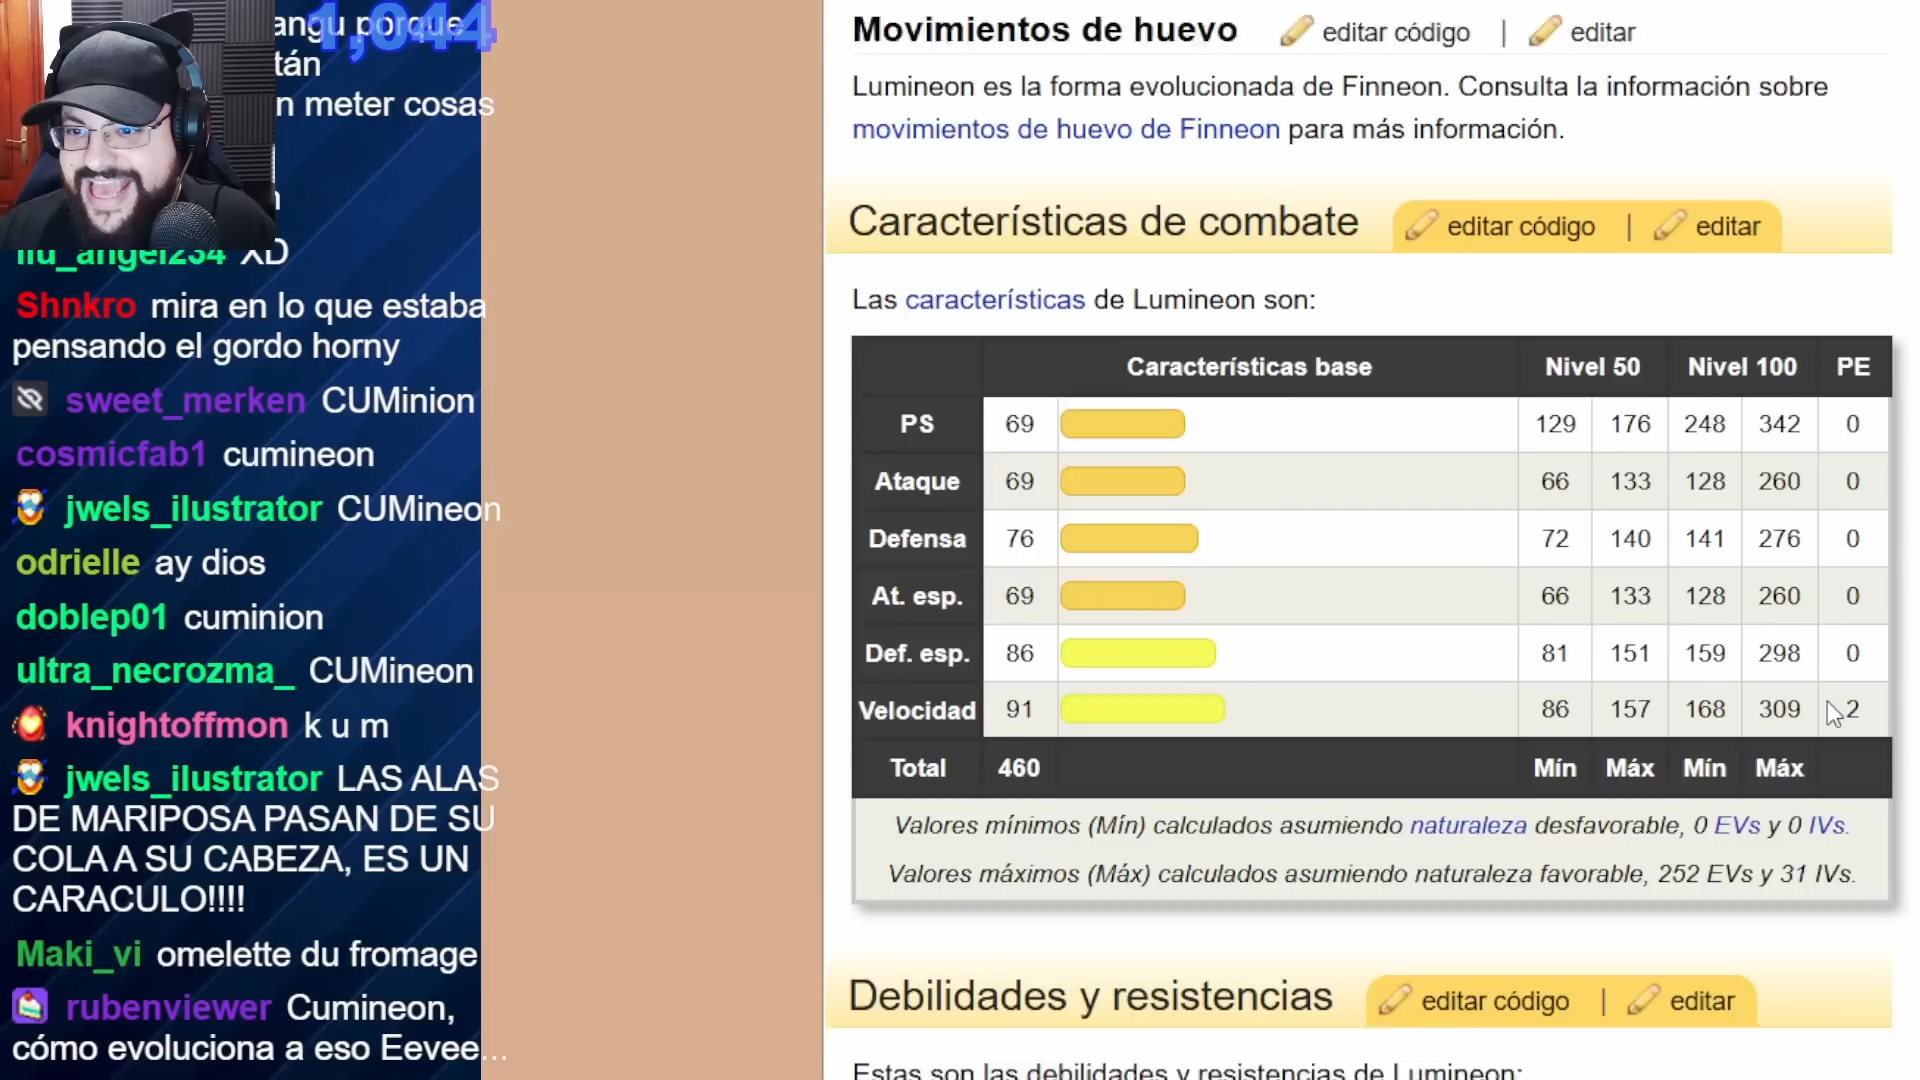 1,044
angu porque
tán
n meter cosas
XD
Shnkro mira en lo que estaba
pensando el gordo horny
sweet_merken CUMinion
cosmicfab1 cumineon
jwels_ilustrator CUMineon
odrielle ay dios
doblep01 cuminion
ultra_necrozma_ CUMineon
knightoffmon k u m
jwels_ilustrator LAS ALAS
DE MARIPOSA PASAN DE SU
COLA A SU CABEZA, ES UN
CARACULO!!!!
Maki_vi omelette du fromage
rubenviewer Cumineon,
cómo evoluciona a eso Eevee...
Movimientos de huevo editar código | editar
Lumineon es la forma evolucionada de Finneon. Consulta la información sobre
movimientos de huevo de Finneon para más información.
Características de combate editar código | editar
Las características de Lumineon son:
Características base Nivel 50 Nivel 100 PE
PS 69 129 176 248 342 0
Ataque 69 66 133 128 260 0
Defensa 76 72 140 141 276 0
At. esp. 69 66 133 128 260 0
Def. esp. 86 81 151 159 298 0
Velocidad 91 86 157 168 309 2
Total 460 Mín Máx Mín Máx
Valores mínimos (Mín) calculados asumiendo naturaleza desfavorable, 0 EVs y 0 IVs.
Valores máximos (Máx) calculados asumiendo naturaleza favorable, 252 EVs y 31 IVs.
Debilidades y resistencias editar código | editar
Estas son las debilidades y resistencias de Lumineon: